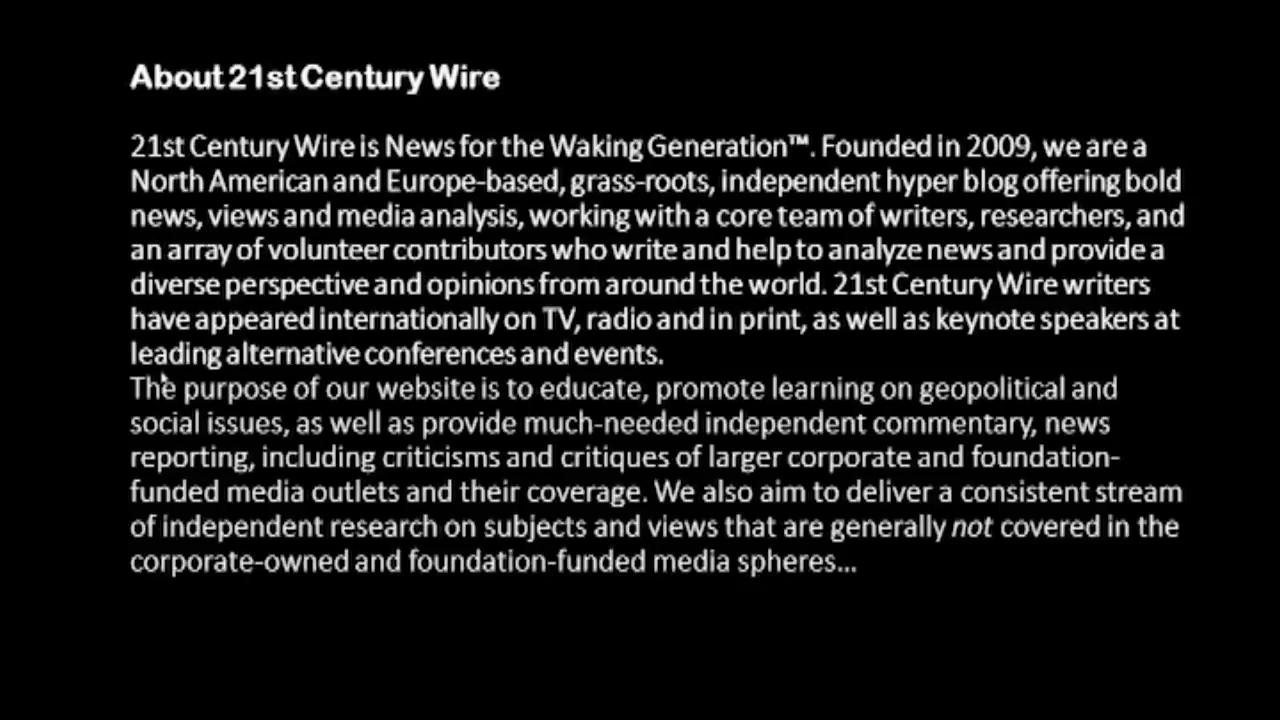 About 21st Century Wire
21st Century Wire is News for the Waking Generation™. Founded in 2009, we are a
North American and Europe-based, grass-roots, independent hyper blog offering bold
news, views and media analysis, working with a core team of writers, researchers, and
an array of volunteer contributors who write and help to analyze news and provide a
diverse perspective and opinions from around the world. 21st Century Wire writers
have appeared internationally on TV, radio and in print, as well as keynote speakers at
leading alternative conferences and events.
The purpose of our website is to educate, promote learning on geopolitical and
social issues, as well as provide much-needed independent commentary, news
reporting, including criticisms and critiques of larger corporate and foundation-
funded media outlets and their coverage. We also aim to deliver a consistent stream
of independent research on subjects and views that are generally not covered in the
corporate-owned and foundation-funded media spheres...